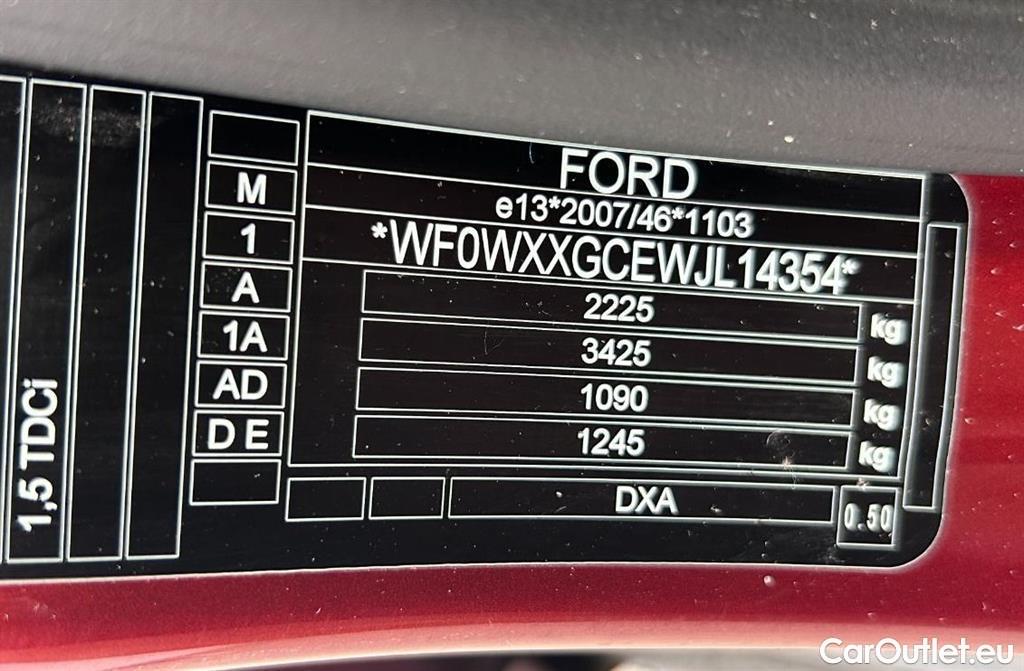 FORD
e13*2007/46*1103
*WF0WXXGCEWJL14354*
2225 kg
3425 kg
1090 kg
1245 kg
DXA
0.50
M
1
A
1A
AD
D E
1,5 TDCi
CarOutlet.eu